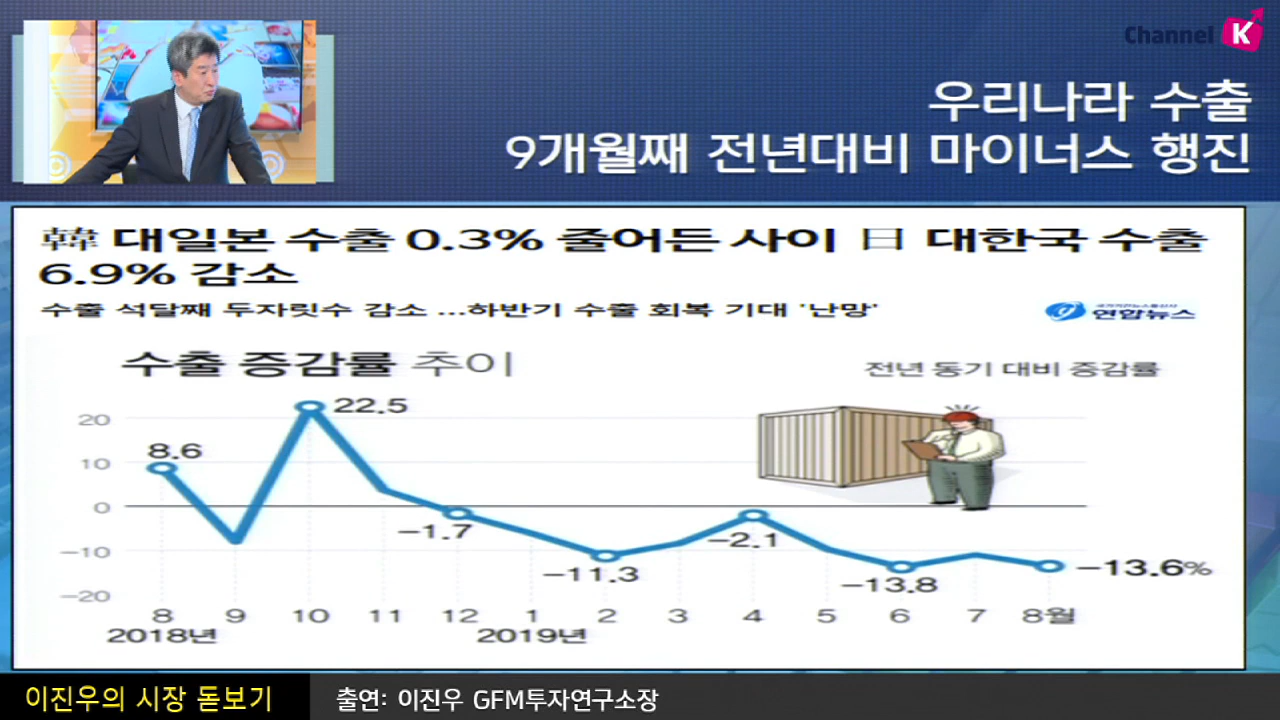 Channel K
우리나라 수출
9개월째 전년대비 마이너스 행진
韓 대일본 수출 0.3% 줄어든 사이 日 대한국 수출
6.9% 감소
수출 석달째 두자릿수 감소 ...하반기 수출 회복 기대 '난망'
연합뉴스
수출 증감률 추이
전년 동기 대비 증감률
20
10
0
-10
-20
8.6
22.5
-1.7
-11.3
-2.1
-13.8
-13.6%
8 9 10 11 12 1 2 3 4 5 6 7 8월
2018년 2019년
이진우의 시장 돋보기
출연: 이진우 GFM투자연구소장